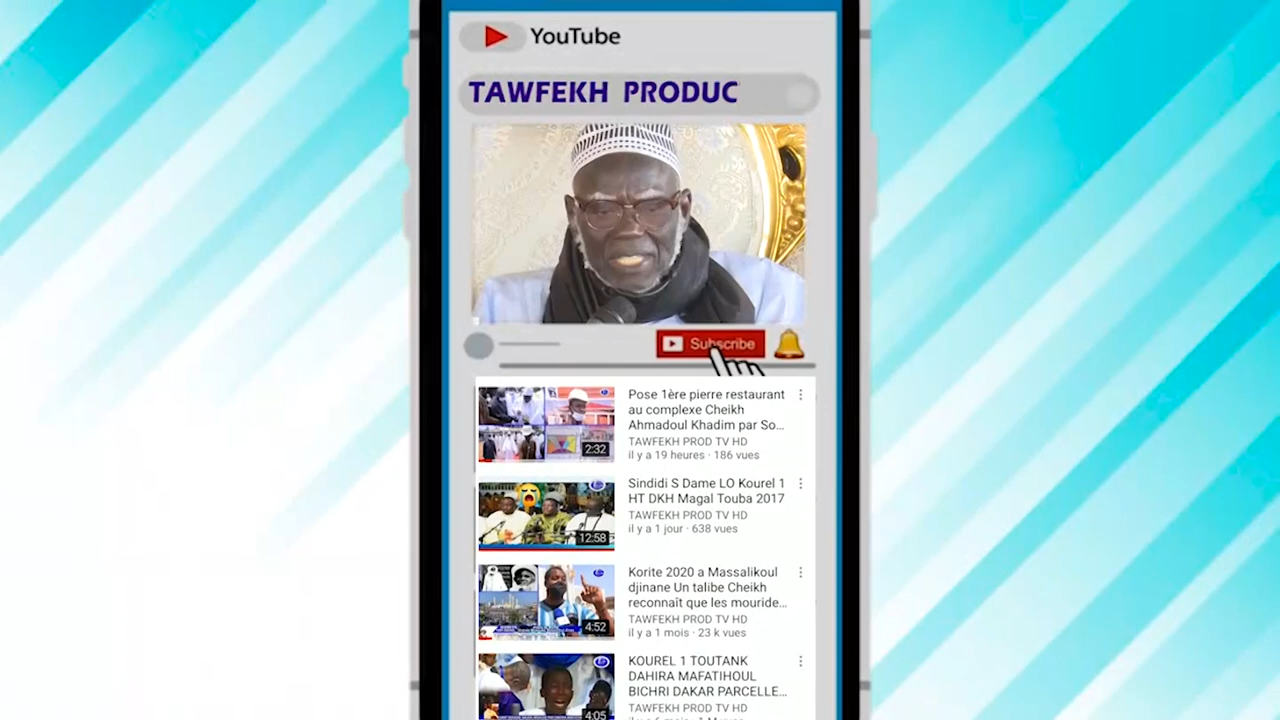 YouTube
TAWFEKH PRODUC
Subscribe
Pose 1ère pierre restaurant
au complexe Cheikh
Ahmadoul Khadim par So...
TAWFEKH PROD TV HD
il y a 19 heures · 186 vues
2:32
Sindidi S Dame LO Kourel 1
HT DKH Magal Touba 2017
TAWFEKH PROD TV HD
il y a 1 jour · 638 vues
12:58
Korite 2020 a Massalikoul
djinane Un talibe Cheikh
reconnaît que les mouride...
TAWFEKH PROD TV HD
il y a 1 mois · 23 k vues
4:52
KOUREL 1 TOUTANK
DAHIRA MAFATIHOUL
BICHRI DAKAR PARCELLE...
TAWFEKH PROD TV HD
4:05